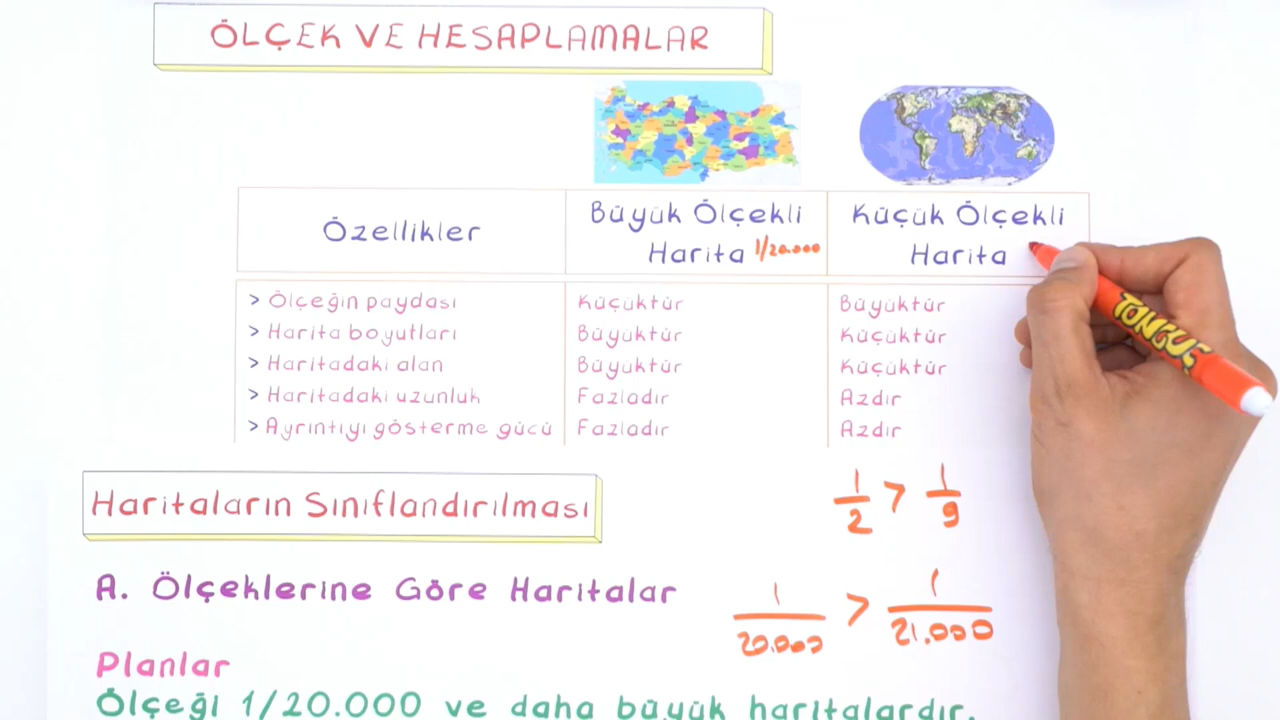 ÖLÇEK VE HESAPLAMALAR
Özellikler
Büyük Ölçekli
Harita 1/20.000
Küçük Ölçekli
Harita
> Ölçeğin paydası Küçüktür Büyüktür
> Harita boyutları Büyüktür Küçüktür
> Haritadaki alan Büyüktür Küçüktür
> Haritadaki uzunluk Fazladır Azdır
> Ayrıntıyı gösterme gücü Fazladır Azdır
Haritaların Sınıflandırılması
1/2 > 1/9
A. Ölçeklerine Göre Haritalar
1/20.000 > 1/21.000
Planlar
Ölçeği 1/20.000 ve daha büyük haritalardır.
TONGUÇ